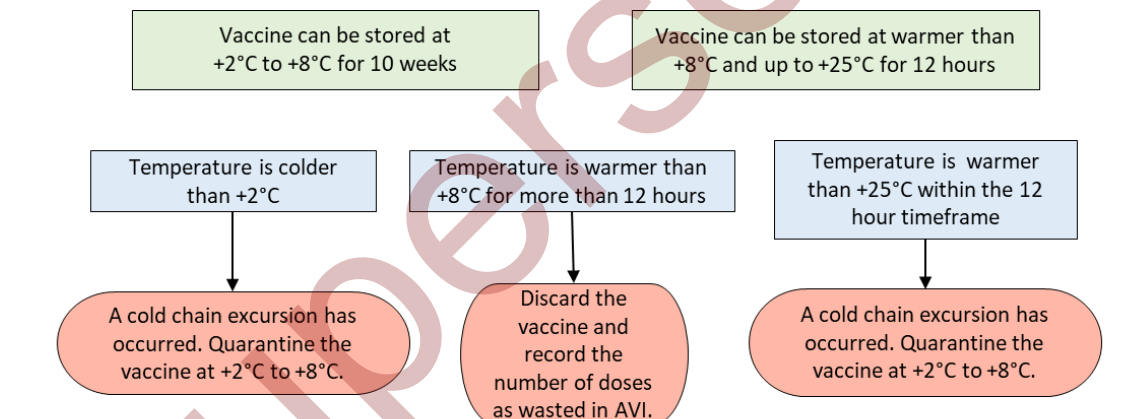 Vaccine can be stored at
+2°C to +8°C for 10 weeks
Vaccine can be stored at warmer than
+8°C and up to +25°C for 12 hours
Temperature is colder
than +2°C
Temperature is warmer than
+8°C for more than 12 hours
Temperature is warmer
than +25°C within the 12
hour timeframe
A cold chain excursion has
occurred. Quarantine the
vaccine at +2°C to +8°C.
Discard the
vaccine and
record the
number of doses
as wasted in AVI.
A cold chain excursion has
occurred. Quarantine the
vaccine at +2°C to +8°C.